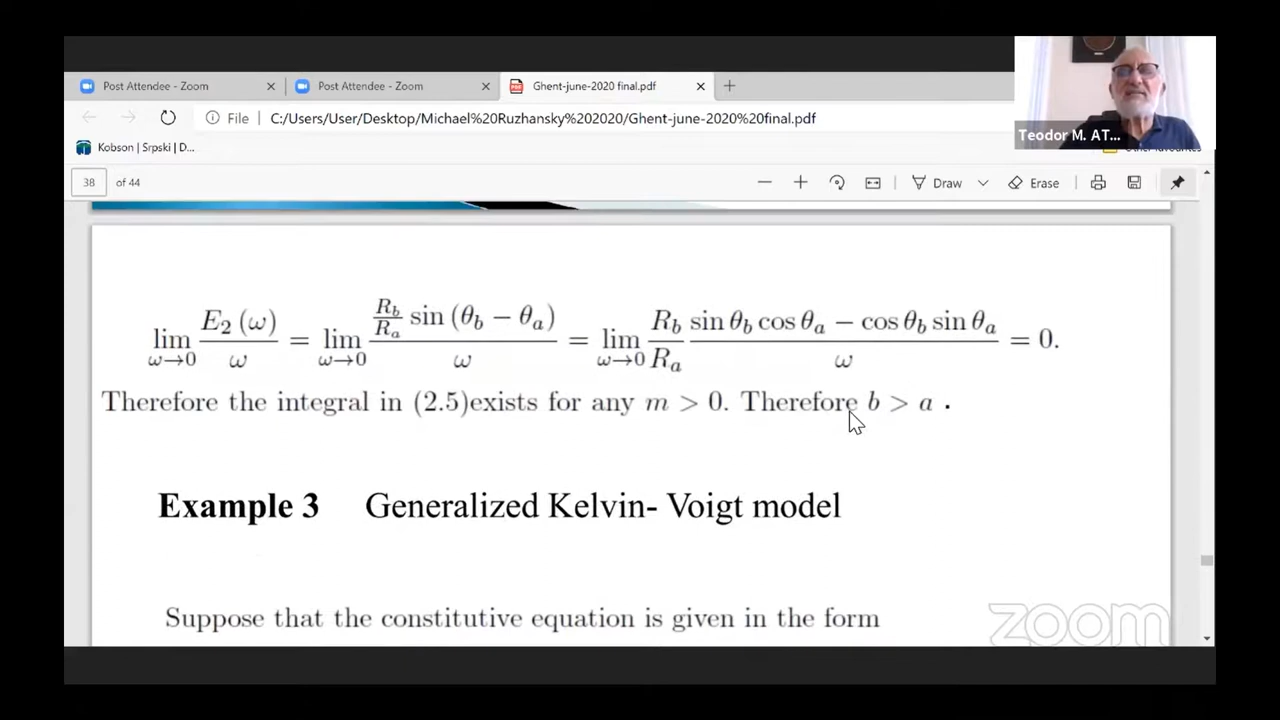 Post Attendee - Zoom
Post Attendee - Zoom
Ghent-june-2020 final.pdf
File C:/Users/User/Desktop/Michael%20Ruzhansky%202020/Ghent-june-2020%20final.pdf
Teodor M. AT...
Kobson | Srpski | D...
38 of 44
Draw
Erase
lim ω→0 E₂(ω)/ω = lim ω→0 (R_b/R_a sin(θ_b − θ_a))/ω = lim ω→0 R_b/R_a (sin θ_b cos θ_a − cos θ_b sin θ_a)/ω = 0.
Therefore the integral in (2.5)exists for any m > 0. Therefore b > a .
Example 3 Generalized Kelvin- Voigt model
Suppose that the constitutive equation is given in the form
zoom